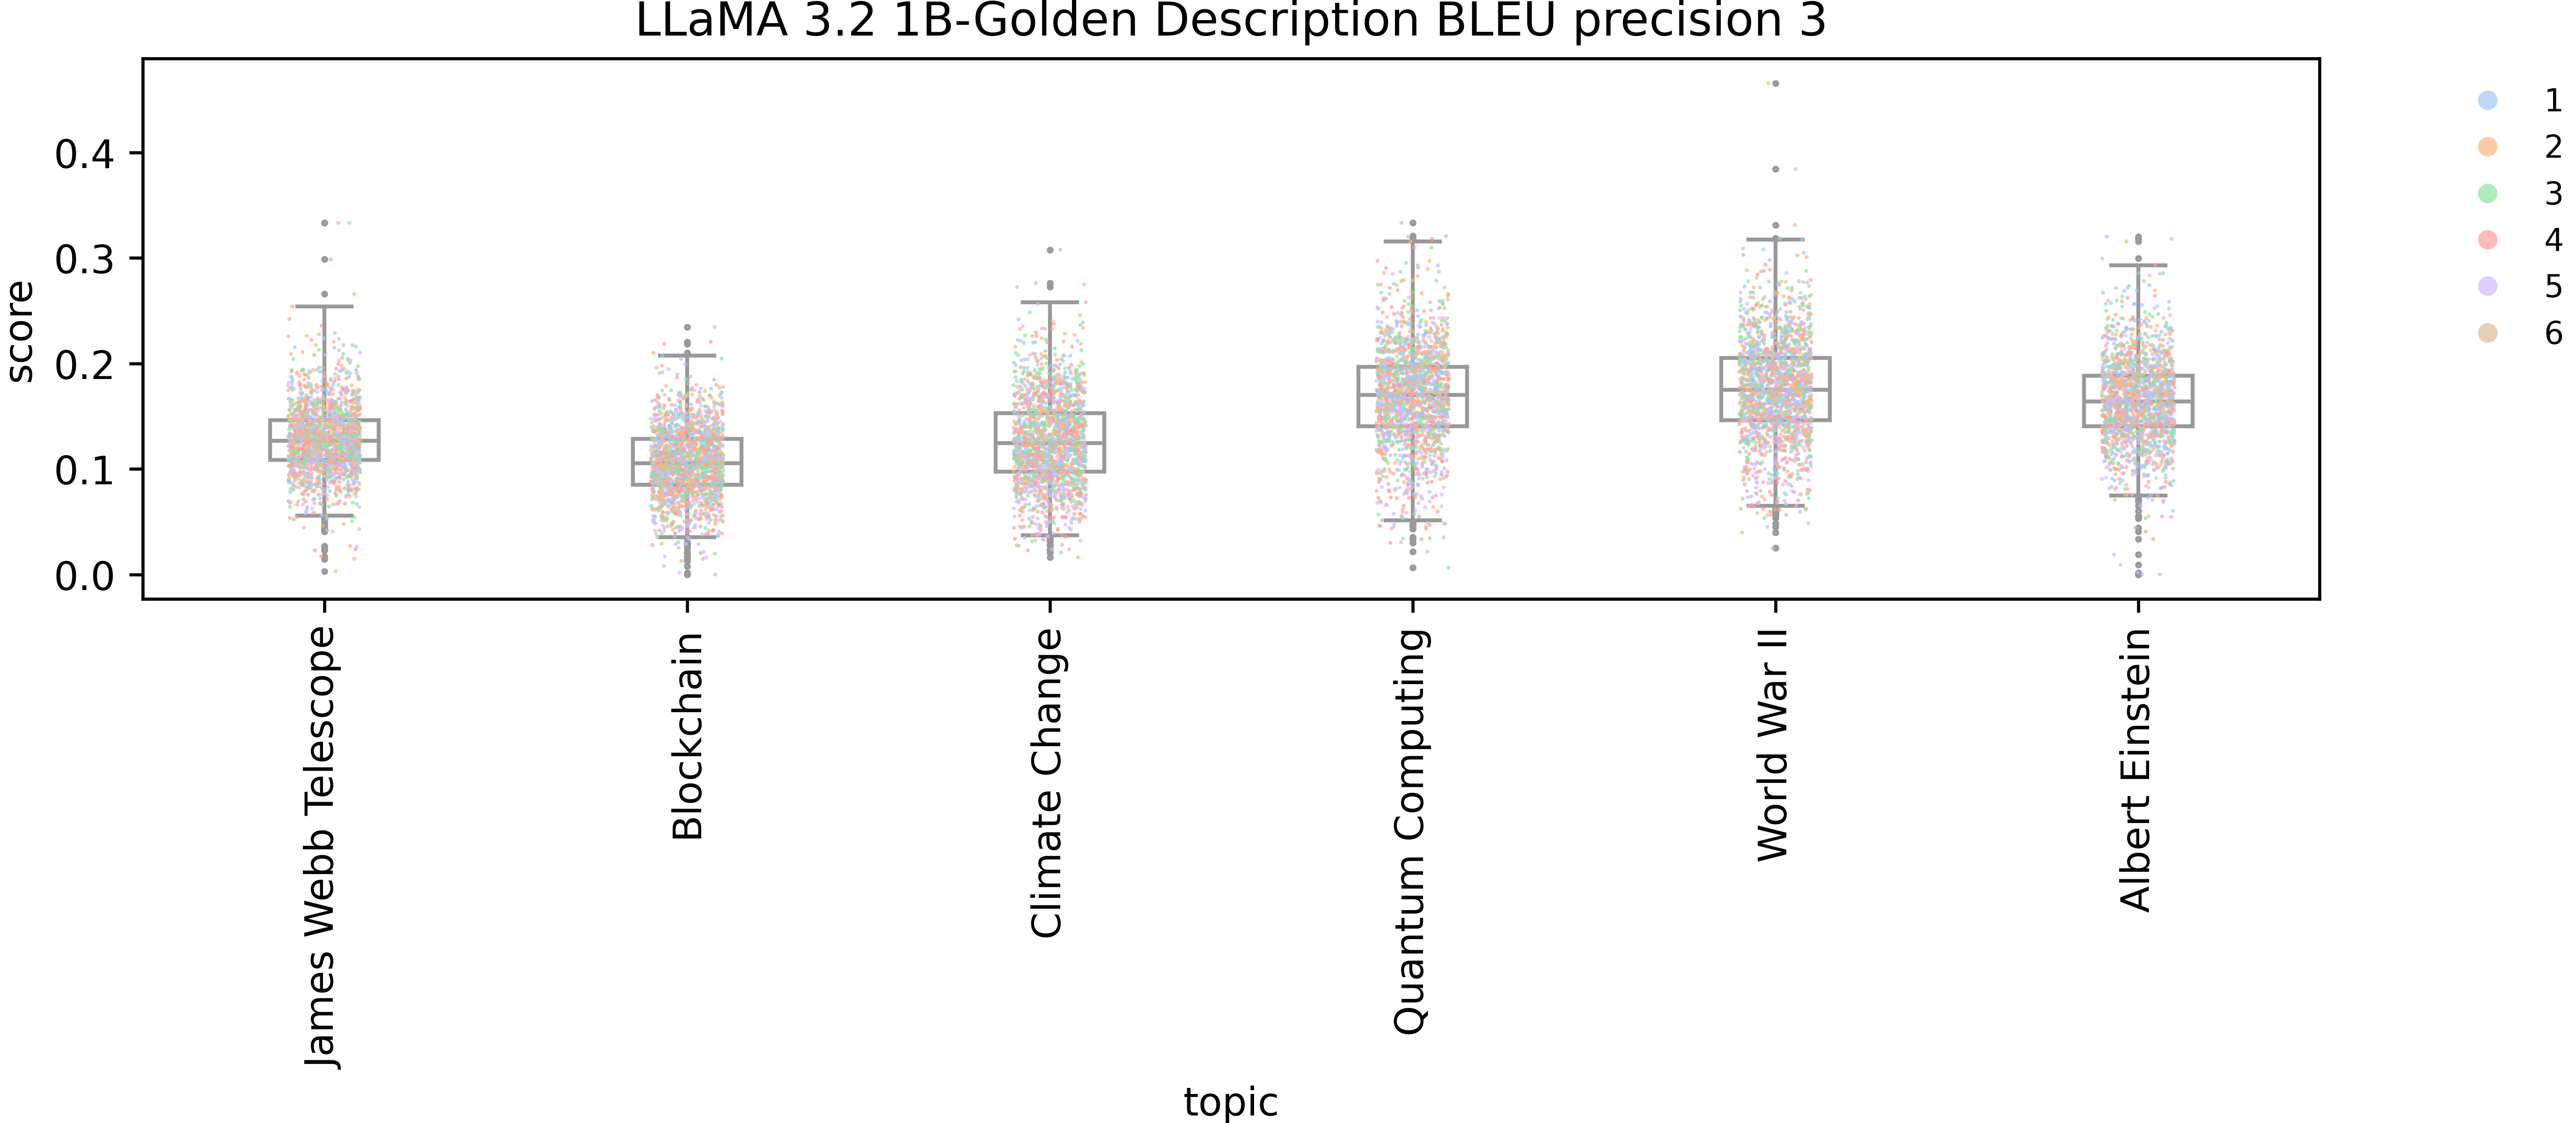 LLaMA 3.2 1B-Golden Description BLEU precision 3
score
0.4
0.3
0.2
0.1
0.0
James Webb Telescope
Blockchain
Climate Change
Quantum Computing
World War II
Albert Einstein
topic
1
2
3
4
5
6